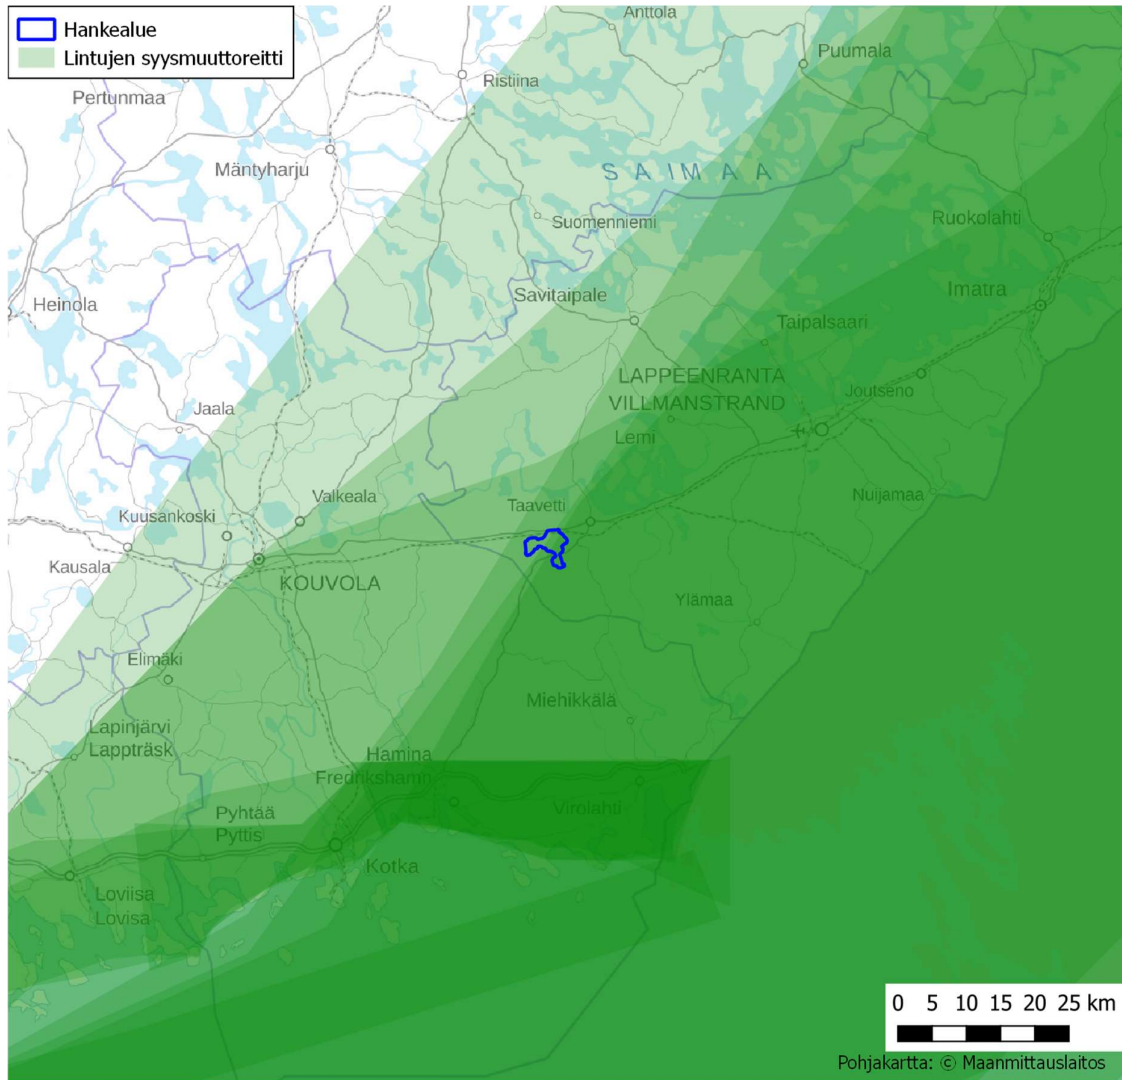 Hankealue
Lintujen syysmuuttoreitti
Anttola
Puumala
Ristiina
Pertunmaa
Mäntyharju
SAIMAA
Suomenniemi
Ruokolahti
Heinola
Savitaipale
Imatra
Taipalsaari
LAPPEENRANTA
VILLMANSTRAND
Joutseno
Jaala
Lemi
Valkeala
Taavetti
Nuijamaa
Kuusankoski
Kausala
KOUVOLA
Ylämaa
Elimäki
Miehikkälä
Lapinjärvi
Lappträsk
Hamina
Fredrikshamn
Pyhtää
Pyttis
Virolahti
Kotka
Loviisa
Lovisa
0 5 10 15 20 25 km
Pohjakartta: © Maanmittauslaitos